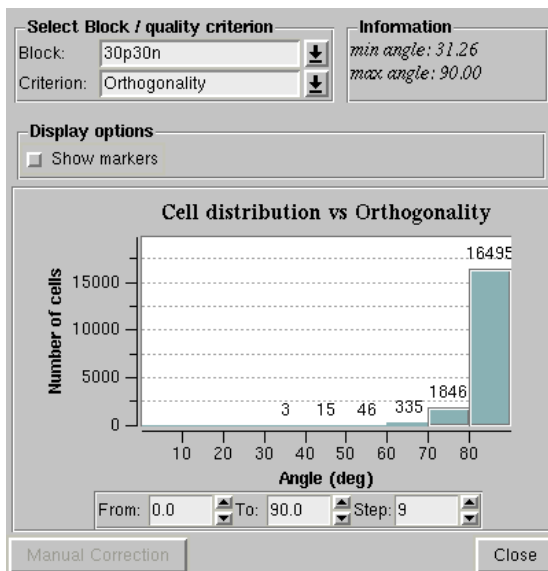 Select Block / quality criterion
Block: 30p30n
Criterion: Orthogonality
Information
min angle: 31.26
max angle: 90.00
Display options
Show markers
Cell distribution vs Orthogonality
Number of cells
15000
10000
5000
0
3 15 46 335 1846 16495
10 20 30 40 50 60 70 80
Angle (deg)
From: 0.0 To: 90.0 Step: 9
Manual Correction Close